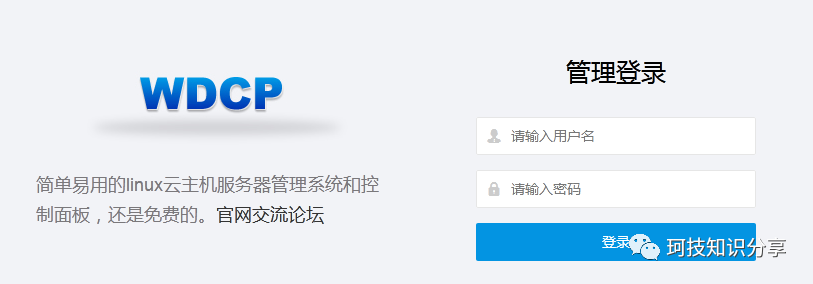 WDCP
简单易用的linux云主机服务器管理系统和控
制面板，还是免费的。官网交流论坛
管理登录
请输入用户名
请输入密码
登录
珂技知识分享